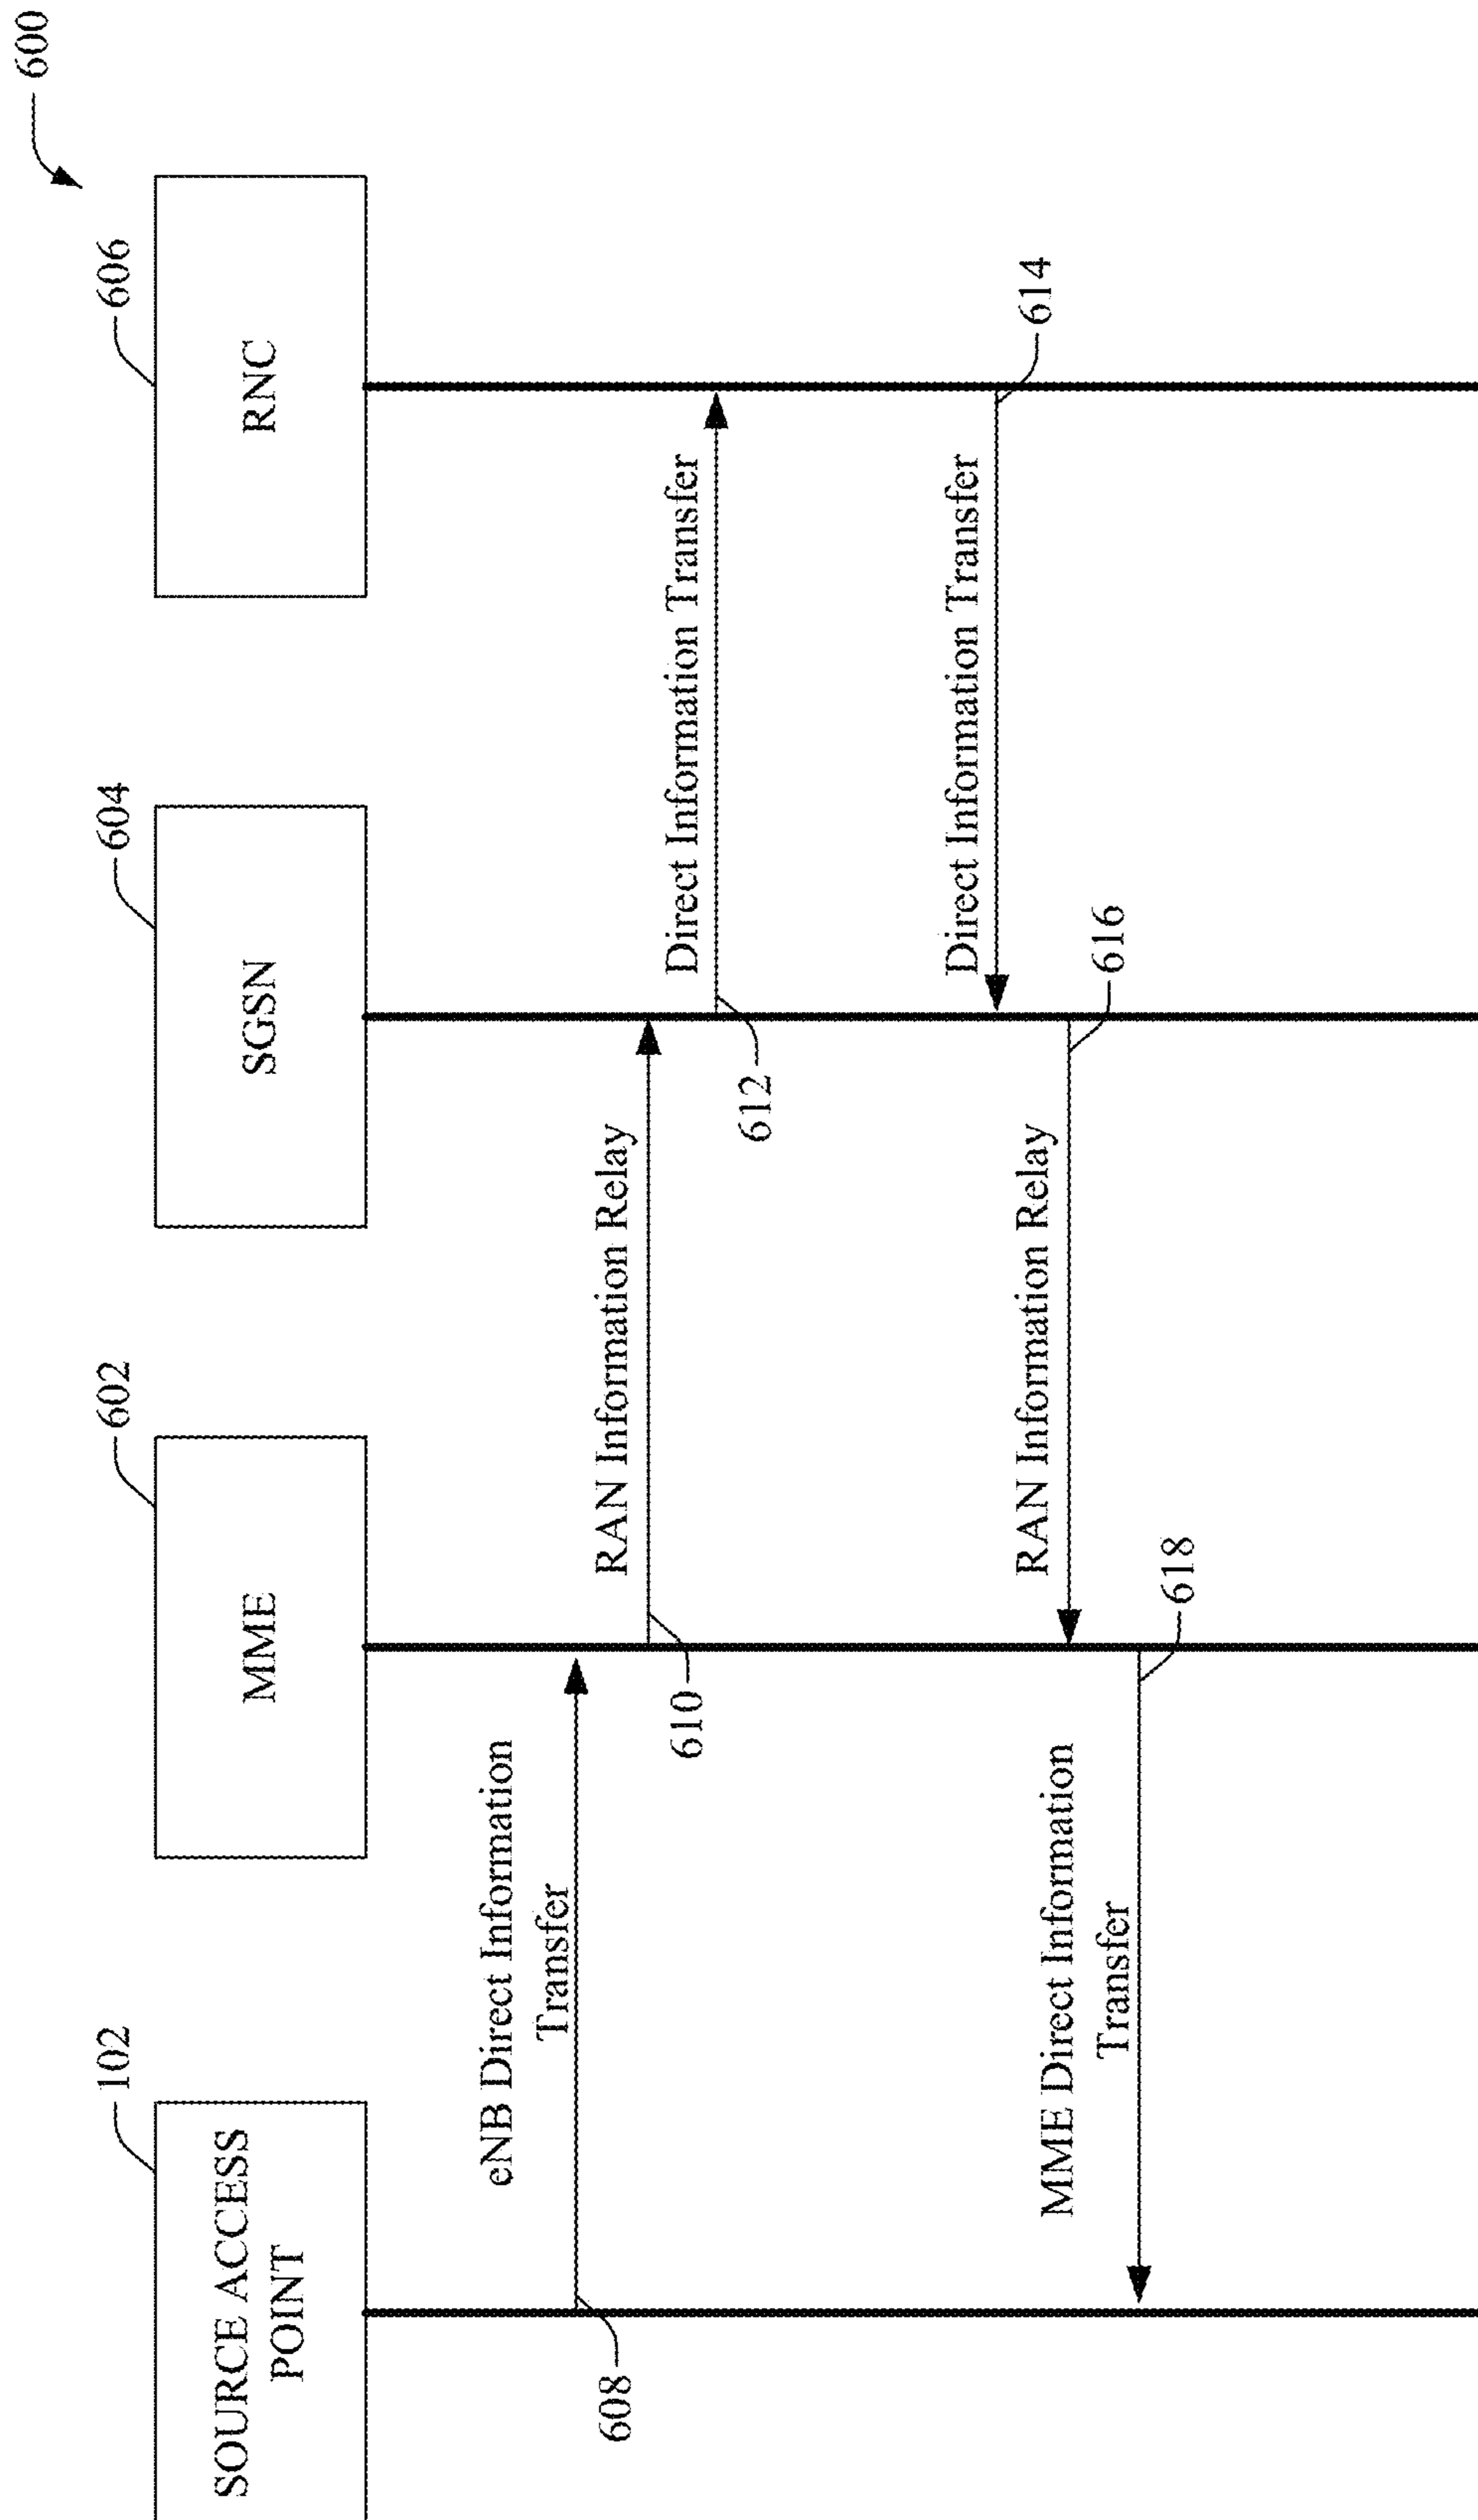 600
102
602
604
606
SOURCE ACCESS
POINT
MME
SGSN
RNC
eNB Direct Information
Transfer
608
RAN Information Relay
610
Direct Information Transfer
612
Direct Information Transfer
614
RAN Information Relay
616
MME Direct Information
Transfer
618